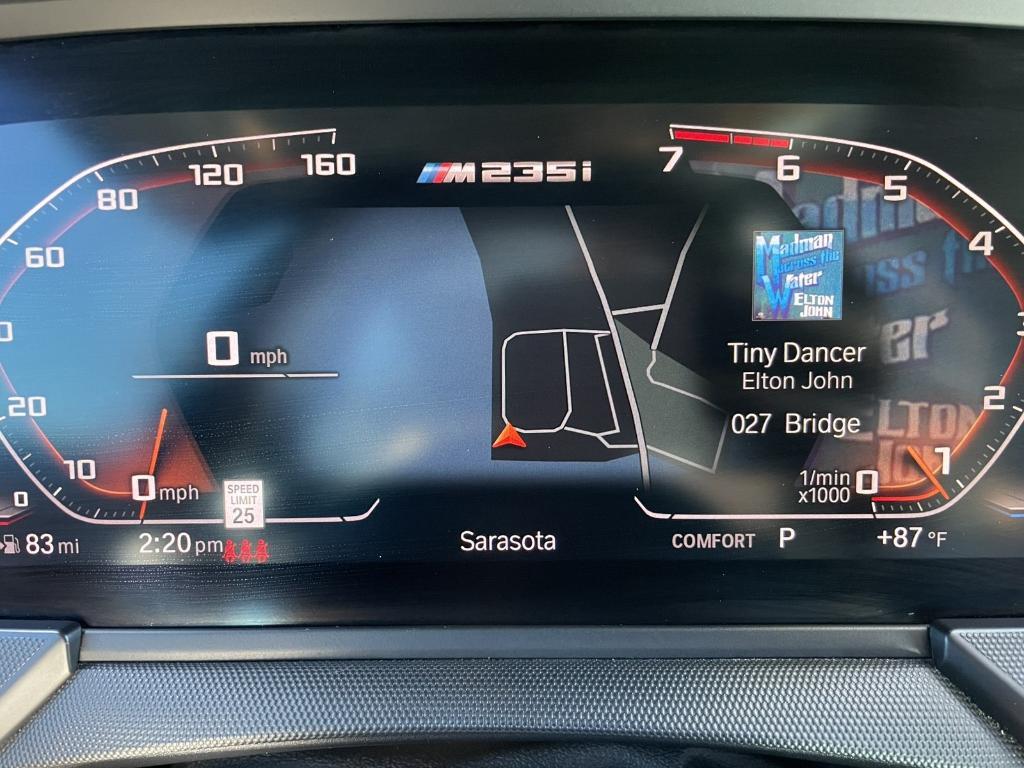 160
120
80
60
20
10
0
M235i
7
6
5
4
2
1
0
1/min
x1000
Madman
across the
Water
ELTON
JOHN
Tiny Dancer
Elton John
027 Bridge
0 mph
0 mph
SPEED
LIMIT
25
83 mi
2:20 pm
Sarasota
COMFORT P
+87 °F